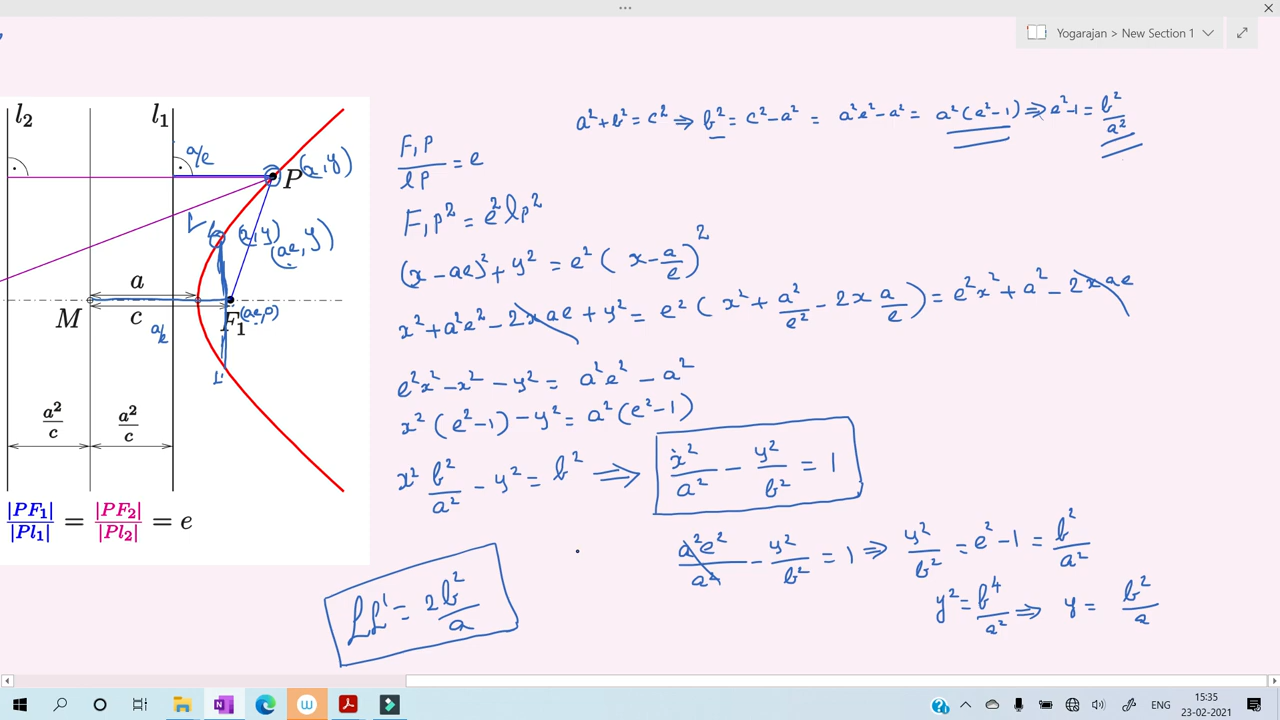 Yogarajan > New Section 1
l₂
l₁
a/e
P (a, y)
L (a, y)
(ae, y)
a
M
c
a/e
F₁ (ae, 0)
L'
a²/c
a²/c
|PF₁|/|Pl₁| = |PF₂|/|Pl₂| = e
a² + b² = c² ⇒ b² = c² - a² = a²e² - a² = a²(e² - 1) ⇒ e² - 1 = b²/a²
F₁P/lP = e
F₁P² = e² lP²
(x - ae)² + y² = e² (x - a/e)²
x² + a²e² - 2xae + y² = e² (x² + a²/e² - 2x a/e) = e²x² + a² - 2xae
e²x² - x² - y² = a²e² - a²
x² (e² - 1) - y² = a² (e² - 1)
x² b²/a² - y² = b² ⇒ x²/a² - y²/b² = 1
a²e²/a² - y²/b² = 1 ⇒ y²/b² = e² - 1 = b²/a²
y² = b⁴/a² ⇒ y = b²/a
LL' = 2b²/a
ENG
15:35
23-02-2021